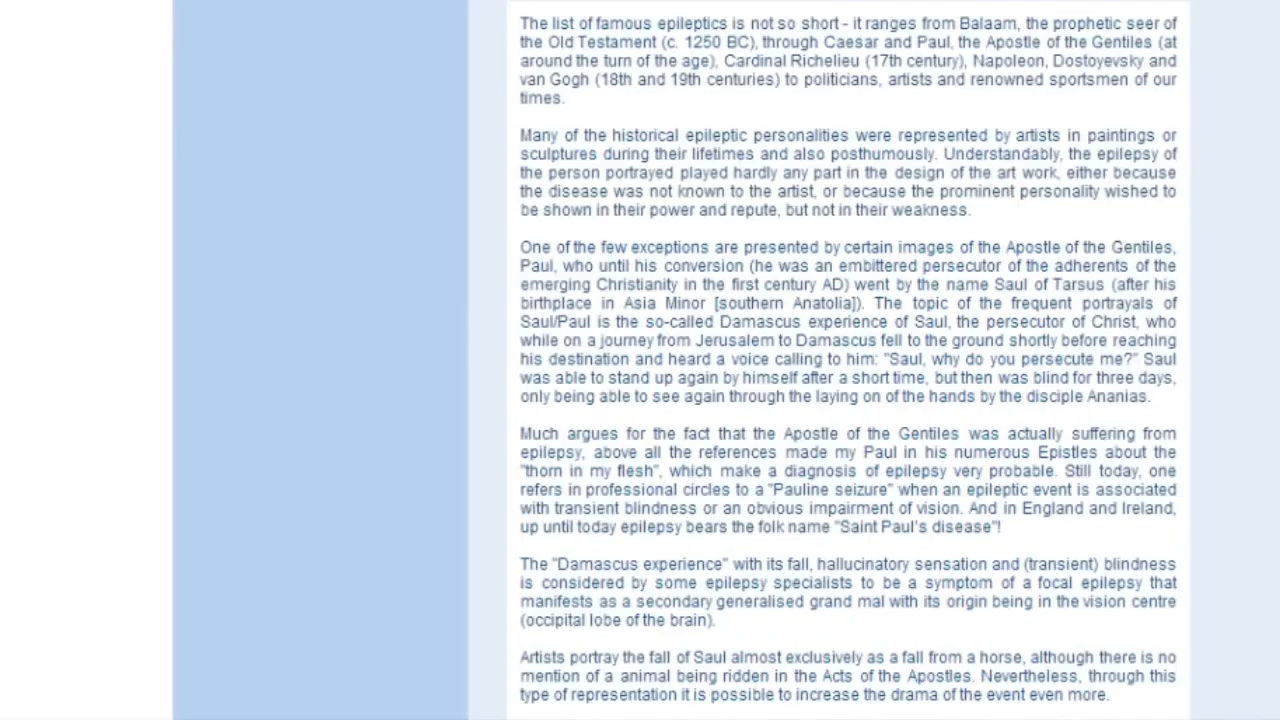 The list of famous epileptics is not so short - it ranges from Balaam, the prophetic seer of
the Old Testament (c. 1250 BC), through Caesar and Paul, the Apostle of the Gentiles (at
around the turn of the age), Cardinal Richelieu (17th century), Napoleon, Dostoyevsky and
van Gogh (18th and 19th centuries) to politicians, artists and renowned sportsmen of our
times.
Many of the historical epileptic personalities were represented by artists in paintings or
sculptures during their lifetimes and also posthumously. Understandably, the epilepsy of
the person portrayed played hardly any part in the design of the art work, either because
the disease was not known to the artist, or because the prominent personality wished to
be shown in their power and repute, but not in their weakness.
One of the few exceptions are presented by certain images of the Apostle of the Gentiles,
Paul, who until his conversion (he was an embittered persecutor of the adherents of the
emerging Christianity in the first century AD) went by the name Saul of Tarsus (after his
birthplace in Asia Minor [southern Anatolia]). The topic of the frequent portrayals of
Saul/Paul is the so-called Damascus experience of Saul, the persecutor of Christ, who
while on a journey from Jerusalem to Damascus fell to the ground shortly before reaching
his destination and heard a voice calling to him: "Saul, why do you persecute me?" Saul
was able to stand up again by himself after a short time, but then was blind for three days,
only being able to see again through the laying on of the hands by the disciple Ananias.
Much argues for the fact that the Apostle of the Gentiles was actually suffering from
epilepsy, above all the references made my Paul in his numerous Epistles about the
"thorn in my flesh", which make a diagnosis of epilepsy very probable. Still today, one
refers in professional circles to a "Pauline seizure" when an epileptic event is associated
with transient blindness or an obvious impairment of vision. And in England and Ireland,
up until today epilepsy bears the folk name "Saint Paul's disease"!
The "Damascus experience" with its fall, hallucinatory sensation and (transient) blindness
is considered by some epilepsy specialists to be a symptom of a focal epilepsy that
manifests as a secondary generalised grand mal with its origin being in the vision centre
(occipital lobe of the brain).
Artists portray the fall of Saul almost exclusively as a fall from a horse, although there is no
mention of a animal being ridden in the Acts of the Apostles. Nevertheless, through this
type of representation it is possible to increase the drama of the event even more.